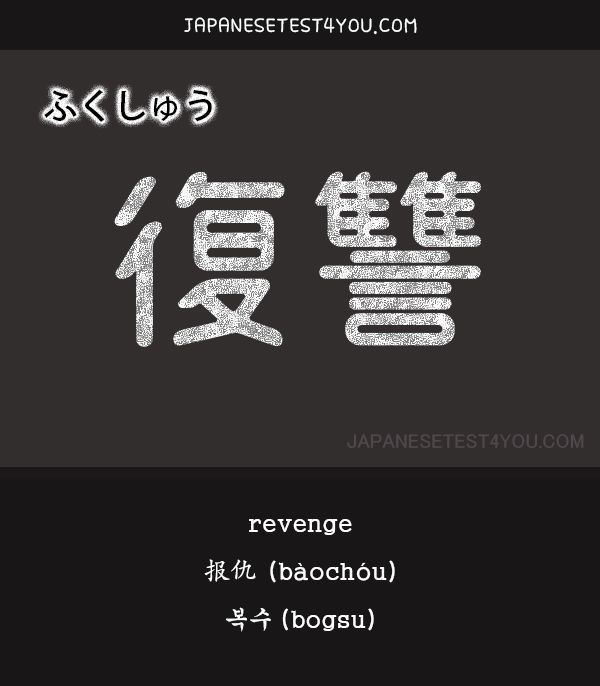 JAPANESETEST4YOU.COM
ふくしゅう
復讐
JAPANESETEST4YOU.COM
revenge
报仇 (bàochóu)
복수 (bogsu)